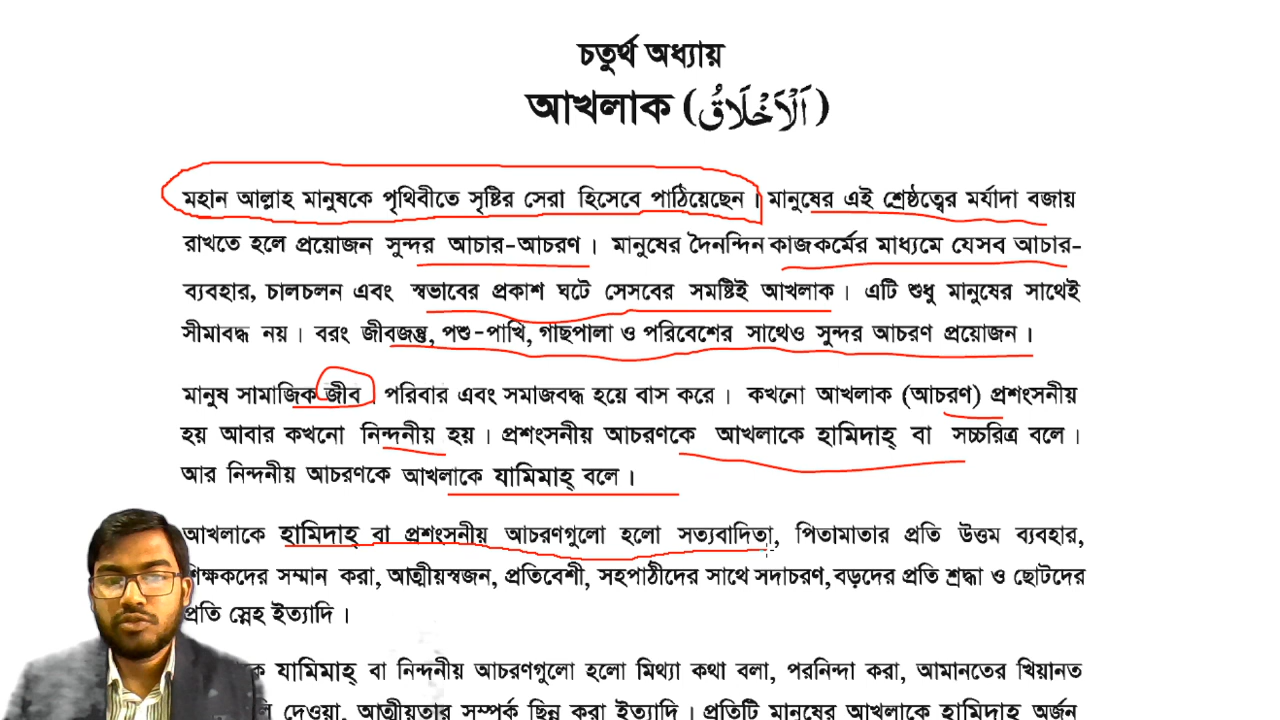 চতুর্থ অধ্যায়
আখলাক (اَلْاَخْلَاقُ)
মহান আল্লাহ মানুষকে পৃথিবীতে সৃষ্টির সেরা হিসেবে পাঠিয়েছেন। মানুষের এই শ্রেষ্ঠত্বের মর্যাদা বজায়
রাখতে হলে প্রয়োজন সুন্দর আচার-আচরণ। মানুষের দৈনন্দিন কাজকর্মের মাধ্যমে যেসব আচার-
ব্যবহার, চালচলন এবং স্বভাবের প্রকাশ ঘটে সেসবের সমষ্টিই আখলাক। এটি শুধু মানুষের সাথেই
সীমাবদ্ধ নয়। বরং জীবজন্তু, পশু-পাখি, গাছপালা ও পরিবেশের সাথেও সুন্দর আচরণ প্রয়োজন।
মানুষ সামাজিক জীব। পরিবার এবং সমাজবদ্ধ হয়ে বাস করে। কখনো আখলাক (আচরণ) প্রশংসনীয়
হয় আবার কখনো নিন্দনীয় হয়। প্রশংসনীয় আচরণকে আখলাকে হামিদাহ্ বা সচ্চরিত্র বলে।
আর নিন্দনীয় আচরণকে আখলাকে যামিমাহ্ বলে।
আখলাকে হামিদাহ্ বা প্রশংসনীয় আচরণগুলো হলো সত্যবাদিতা, পিতামাতার প্রতি উত্তম ব্যবহার,
শিক্ষকদের সম্মান করা, আত্মীয়স্বজন, প্রতিবেশী, সহপাঠীদের সাথে সদাচরণ, বড়দের প্রতি শ্রদ্ধা ও ছোটদের
প্রতি স্নেহ ইত্যাদি।
যামিমাহ্ বা নিন্দনীয় আচরণগুলো হলো মিথ্যা কথা বলা, পরনিন্দা করা, আমানতের খিয়ানত
দেওয়া, আত্মীয়তার সম্পর্ক ছিন্ন করা ইত্যাদি। প্রতিটি মানুষের আখলাকে হামিদাহ্ অর্জন